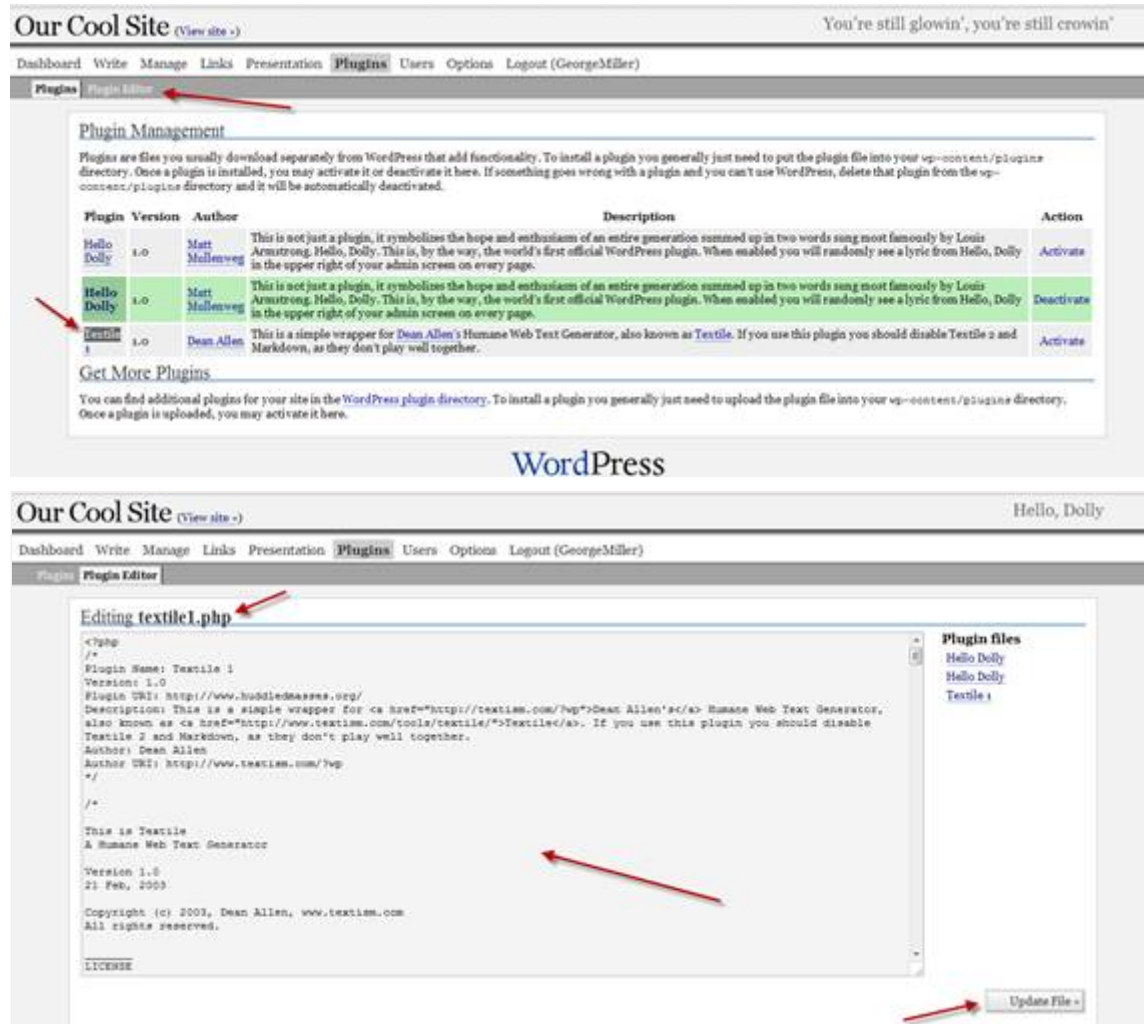 Our Cool Site (View site »)
You're still glowin', you're still crowin'
Dashboard Write Manage Links Presentation Plugins Users Options Logout (GeorgeMiller)
Plugins Plugin Editor
Plugin Management
Plugins are files you usually download separately from WordPress that add functionality. To install a plugin you generally just need to put the plugin file into your wp-content/plugins
directory. Once a plugin is installed, you may activate it or deactivate it here. If something goes wrong with a plugin and you can't use WordPress, delete that plugin from the wp-
content/plugins directory and it will be automatically deactivated.
Plugin Version Author Description Action
Hello Dolly 1.0 Matt Mullenweg This is not just a plugin, it symbolizes the hope and enthusiasm of an entire generation summed up in two words sung most famously by Louis
Armstrong. Hello, Dolly. This is, by the way, the world's first official WordPress plugin. When enabled you will randomly see a lyric from Hello, Dolly
in the upper right of your admin screen on every page. Activate
Hello Dolly 1.0 Matt Mullenweg This is not just a plugin, it symbolizes the hope and enthusiasm of an entire generation summed up in two words sung most famously by Louis
Armstrong. Hello, Dolly. This is, by the way, the world's first official WordPress plugin. When enabled you will randomly see a lyric from Hello, Dolly
in the upper right of your admin screen on every page. Deactivate
Textile 1 1.0 Dean Allen This is a simple wrapper for Dean Allen's Humane Web Text Generator, also known as Textile. If you use this plugin you should disable Textile 2 and
Markdown, as they don't play well together. Activate
Get More Plugins
You can find additional plugins for your site in the WordPress plugin directory. To install a plugin you generally just need to upload the plugin file into your wp-content/plugins directory.
Once a plugin is uploaded, you may activate it here.
WordPress
Our Cool Site (View site »)
Hello, Dolly
Dashboard Write Manage Links Presentation Plugins Users Options Logout (GeorgeMiller)
Plugins Plugin Editor
Editing textile1.php
<?php
/*
Plugin Name: Textile 1
Version: 1.0
Plugin URI: http://www.huddledmasses.org/
Description: This is a simple wrapper for <a href="http://textism.com/?wp">Dean Allen's</a> Humane Web Text Generator,
also known as <a href="http://www.textism.com/tools/textile/">Textile</a>. If you use this plugin you should disable
Textile 2 and Markdown, as they don't play well together.
Author: Dean Allen
Author URI: http://www.textism.com/?wp
*/
/*
This is Textile
A Humane Web Text Generator
Version 1.0
21 Feb, 2003
Copyright (c) 2003, Dean Allen, www.textism.com
All rights reserved.
_______
LICENSE
Plugin files
Hello Dolly
Hello Dolly
Textile 1
Update File »